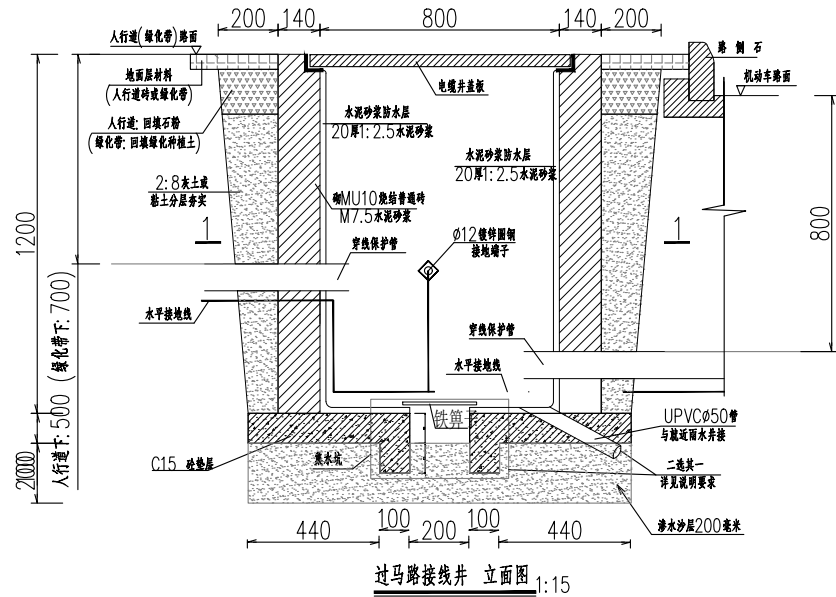 200 140 800 140 200
人行道(绿化带)路面
路 侧 石
地面层材料
(人行道砖或绿化带)
电缆井盖板
机动车路面
人行道:回填石粉
(绿化带:回填绿化种植土)
水泥砂浆防水层
20厚1:2.5水泥砂浆
水泥砂浆防水层
20厚1:2.5水泥砂浆
2:8灰土或
粘土分层夯实
砌MU10烧结普通砖
M7.5水泥砂浆
1
1
ø12镀锌圆钢
接地端子
穿线保护管
水平接地线
穿线保护管
水平接地线
1200
人行道下:500(绿化带下:700)
800
铁箅
UPVCø50管
与就近雨水井接
C15 砼垫层
集水坑
二选其一
详见说明要求
渗水沙层200毫米
440 100 200 100 440
过马路接线井 立面图 1:15